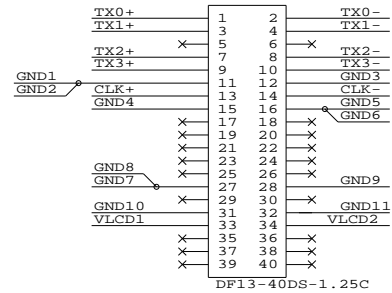 TX0+ 1 2 TX0-
TX1+ 3 4 TX1-
5 6
TX2+ 7 8 TX2-
TX3+ 9 10 TX3-
GND1 11 12 GND3
GND2 CLK+ 13 14 CLK-
GND4 15 16 GND5
17 18 GND6
19 20
21 22
23 24
GND8 25 26
GND7 27 28 GND9
29 30
GND10 31 32 GND11
VLCD1 33 34 VLCD2
35 36
37 38
39 40
DF13-40DS-1.25C